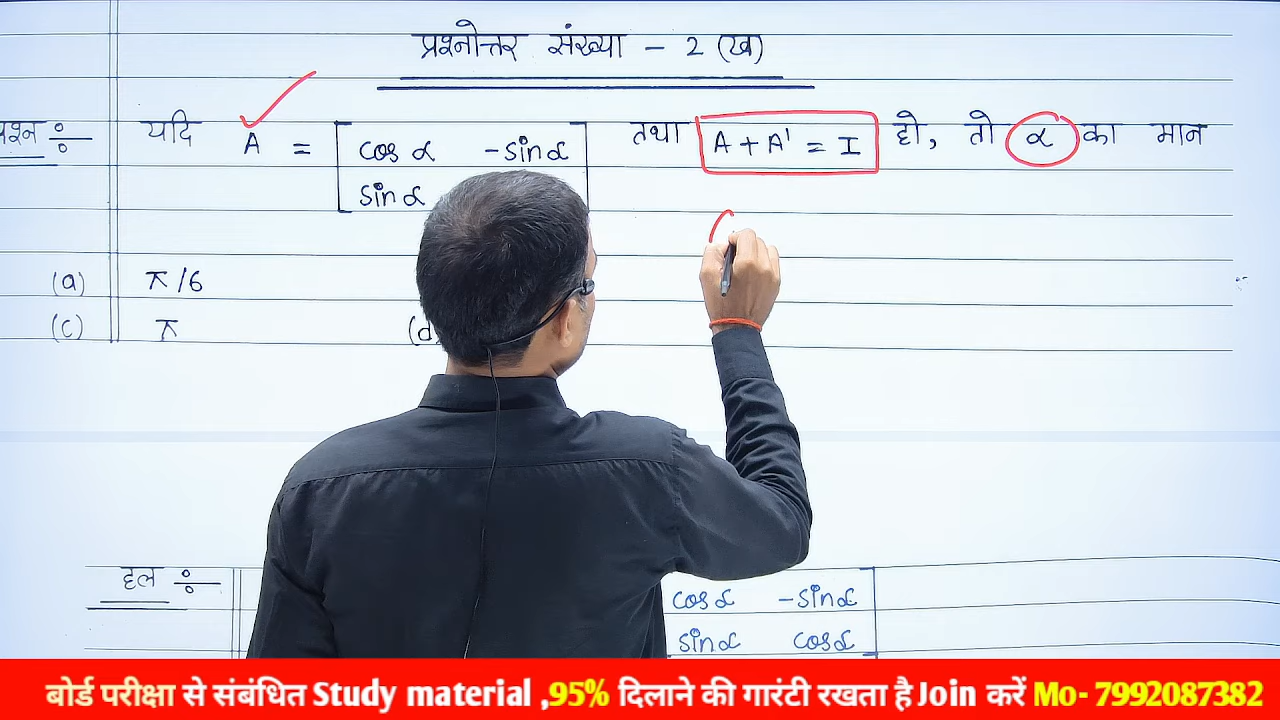 प्रश्नोत्तर संख्या - 2 (ख)
प्रश्न ÷ यदि A = [ cos α -sinα तथा A + A' = I हो, तो α का मान
sin α
(a) π/6
(c) π (d)
हल ÷ cos α -sin α
sin α cos α
बोर्ड परीक्षा से संबंधित Study material ,95% दिलाने की गारंटी रखता है Join करें Mo- 7992087382